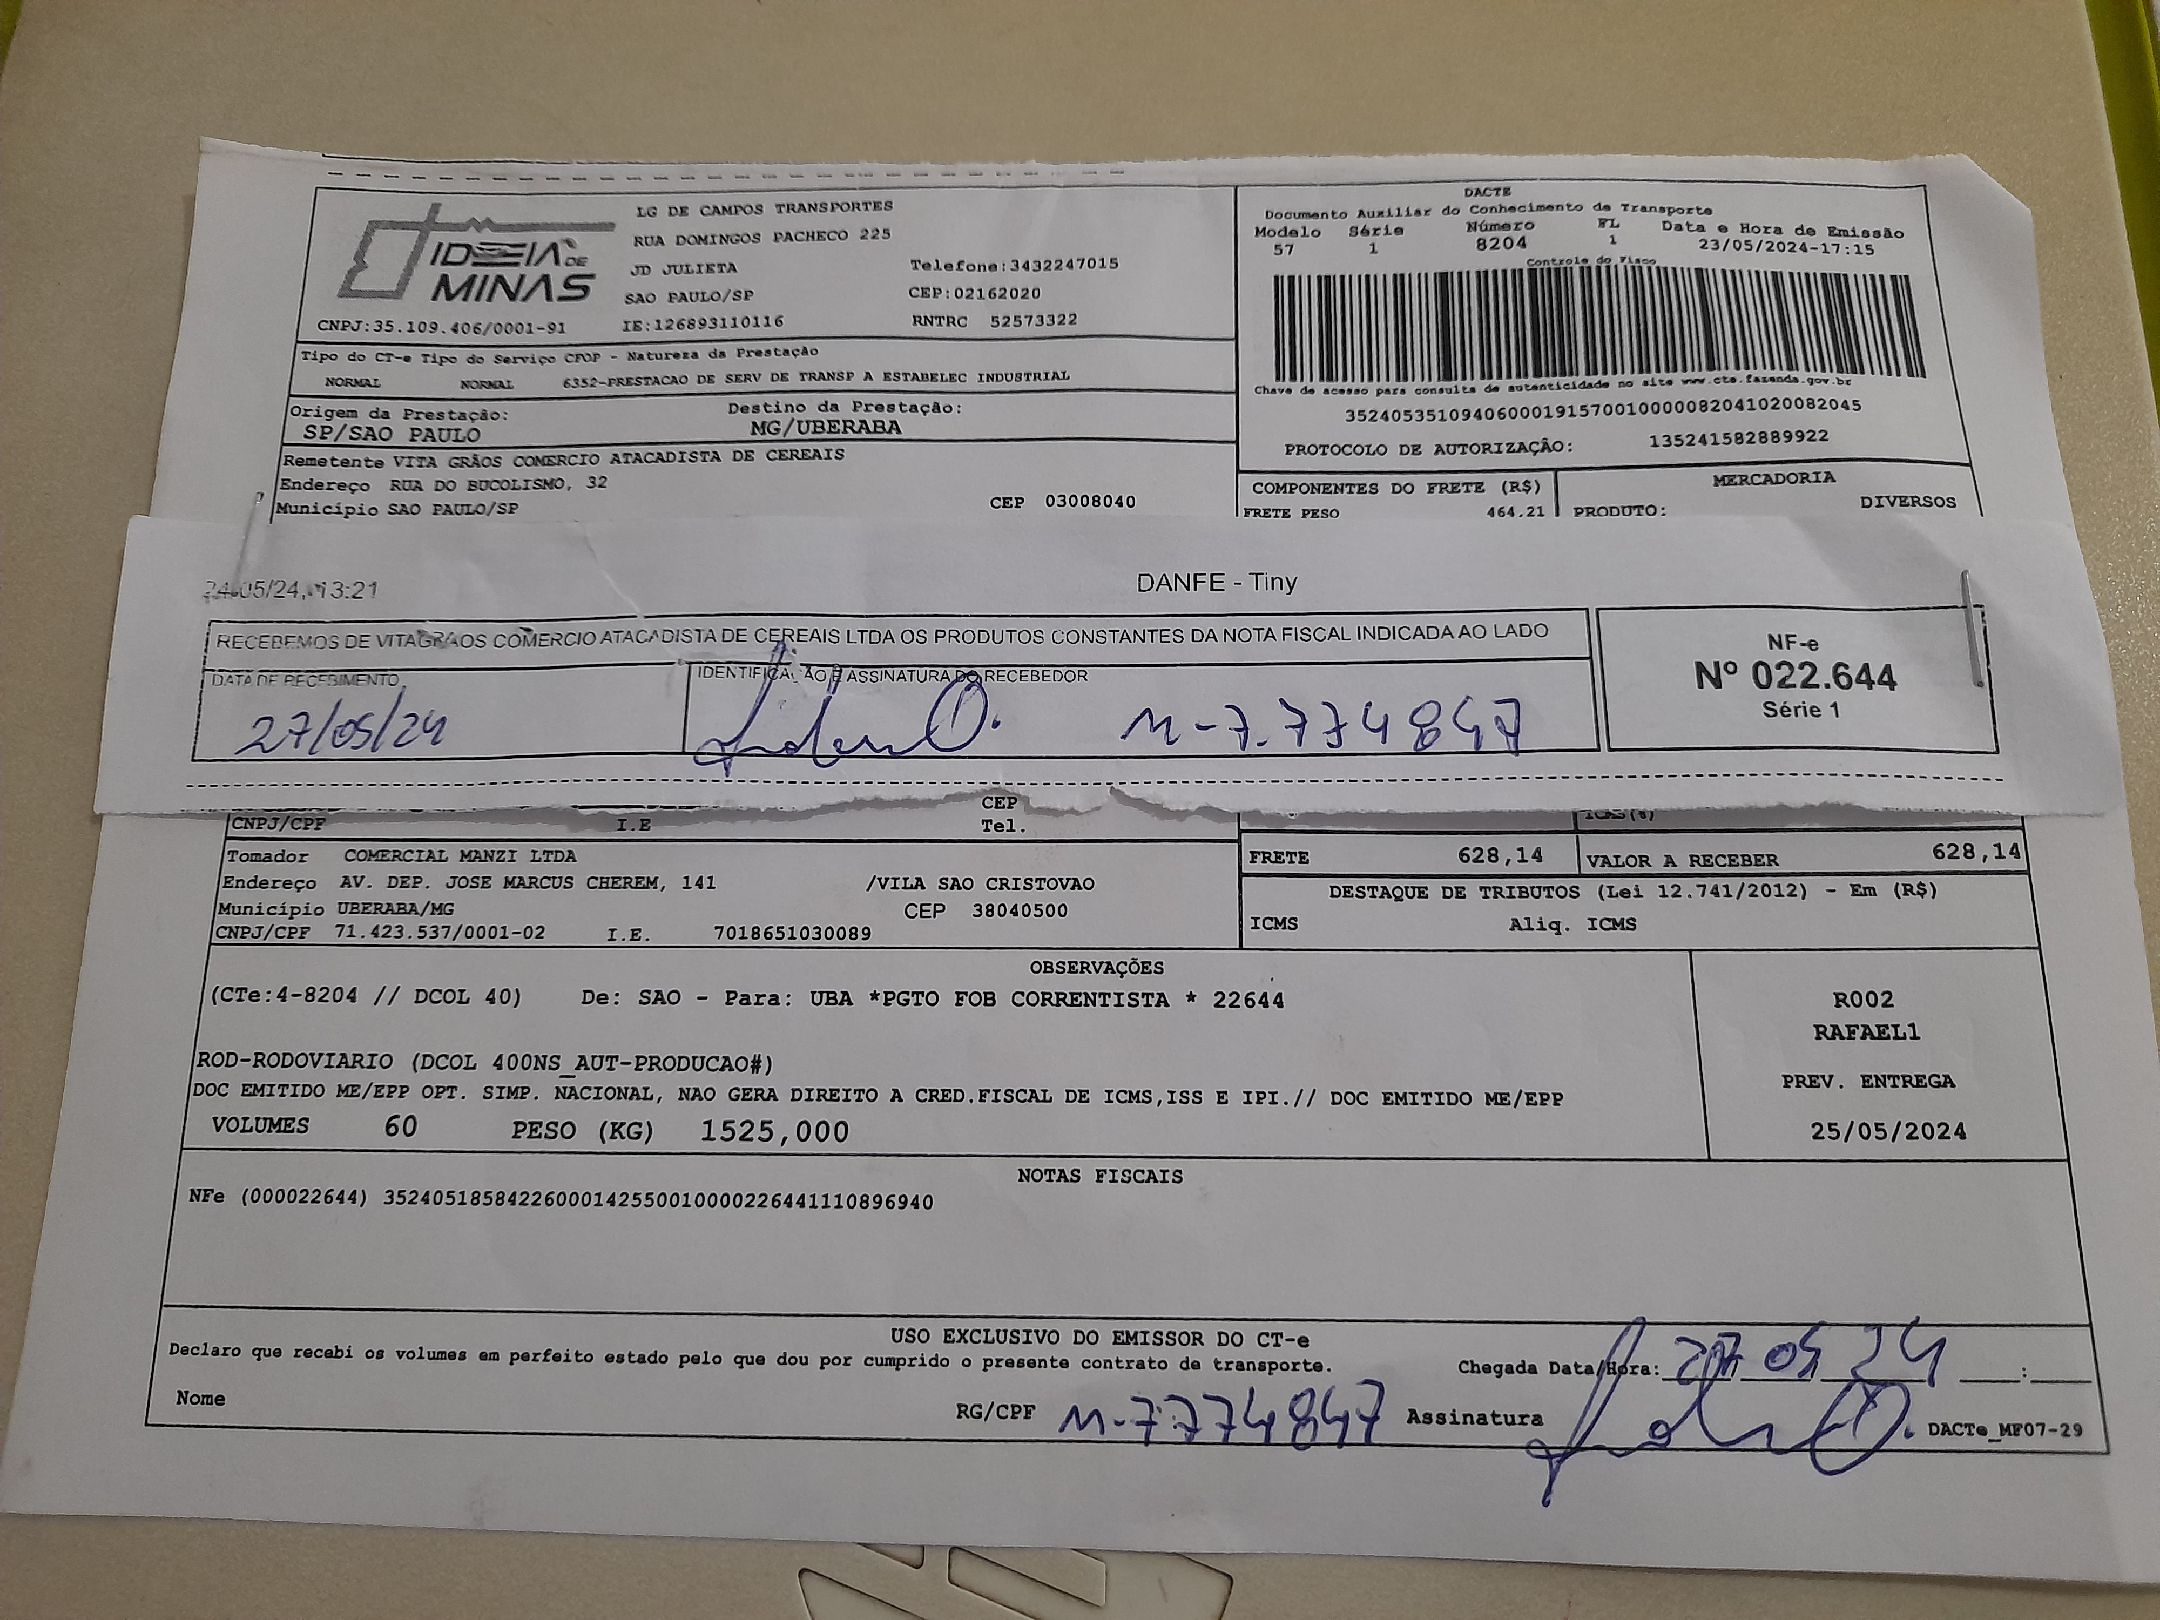 IDEIA DE MINAS
CNPJ:35.109.406/0001-91
LG DE CAMPOS TRANSPORTES
RUA DOMINGOS PACHECO 225
JD JULIETA Telefone:3432247015
SAO PAULO/SP CEP:02162020
IE:126893110116 RNTRC 52573322
DACTE
Documento Auxiliar do Conhecimento de Transporte
Modelo Série Número FL Data e Hora de Emissão
57 1 8204 1 23/05/2024-17:15
Controle do Fisco
Chave de acesso para consulta de autenticidade no site www.cte.fazenda.gov.br
35240535109406000191570010000082041020082045
PROTOCOLO DE AUTORIZAÇÃO: 135241582889922
Tipo do CT-e Tipo do Serviço CFOP - Natureza da Prestação
NORMAL NORMAL 6352-PRESTACAO DE SERV DE TRANSP A ESTABELEC INDUSTRIAL
Origem da Prestação: Destino da Prestação:
SP/SAO PAULO MG/UBERABA
Remetente VITA GRÃOS COMERCIO ATACADISTA DE CEREAIS
Endereço RUA DO BUCOLISMO, 32
Município SAO PAULO/SP CEP 03008040
COMPONENTES DO FRETE (R$) MERCADORIA
FRETE PESO 464.21 PRODUTO: DIVERSOS
24/05/24, 13:21 DANFE - Tiny
RECEBEMOS DE VITAGRAOS COMERCIO ATACADISTA DE CEREAIS LTDA OS PRODUTOS CONSTANTES DA NOTA FISCAL INDICADA AO LADO
DATA DE RECEBIMENTO IDENTIFICAÇÃO E ASSINATURA DO RECEBEDOR
27/05/24 M-7.774847
NF-e
Nº 022.644
Série 1
CEP
CNPJ/CPF I.E Tel.
ICMS(%)
Tomador COMERCIAL MANZI LTDA
Endereço AV. DEP. JOSE MARCUS CHEREM, 141 /VILA SAO CRISTOVAO
Município UBERABA/MG CEP 38040500
CNPJ/CPF 71.423.537/0001-02 I.E. 7018651030089
FRETE 628,14 VALOR A RECEBER 628,14
DESTAQUE DE TRIBUTOS (Lei 12.741/2012) - Em (R$)
ICMS Aliq. ICMS
OBSERVAÇÕES
(CTe:4-8204 // DCOL 40) De: SAO - Para: UBA *PGTO FOB CORRENTISTA * 22644
ROD-RODOVIARIO (DCOL 400NS_AUT-PRODUCAO#)
DOC EMITIDO ME/EPP OPT. SIMP. NACIONAL, NAO GERA DIREITO A CRED.FISCAL DE ICMS,ISS E IPI.// DOC EMITIDO ME/EPP
VOLUMES 60 PESO (KG) 1525,000
R002
RAFAEL1
PREV. ENTREGA
25/05/2024
NOTAS FISCAIS
NFe (000022644) 35240518584226000142550010000226441110896940
USO EXCLUSIVO DO EMISSOR DO CT-e
Declaro que recebi os volumes em perfeito estado pelo que dou por cumprido o presente contrato de transporte.
Chegada Data/Hora: 27 05 24 :
Nome RG/CPF M-7774847 Assinatura DACTe_MF07-29